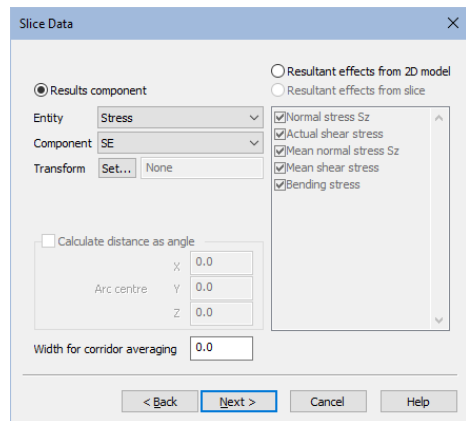 Slice Data
Resultant effects from 2D model
Results component
Resultant effects from slice
Entity Stress
Normal stress Sz
Actual shear stress
Component SE
Mean normal stress Sz
Mean shear stress
Transform Set... None
Bending stress
Calculate distance as angle
X 0.0
Arc centre Y 0.0
Z 0.0
Width for corridor averaging 0.0
< Back Next > Cancel Help